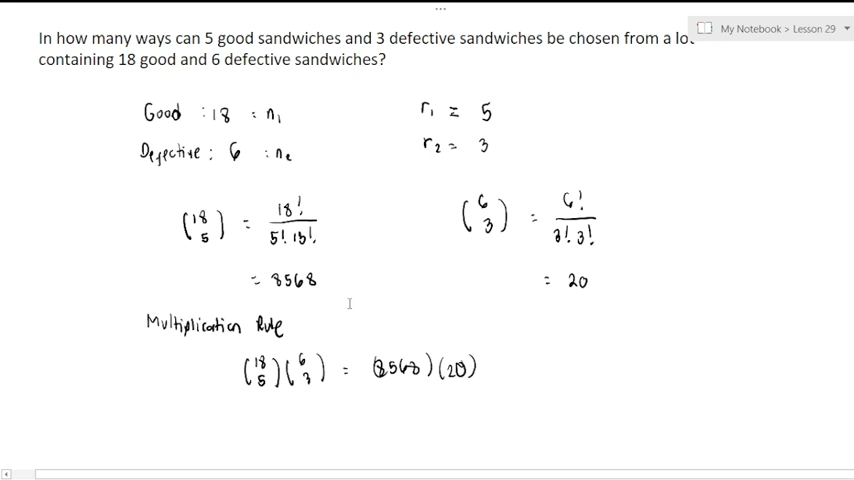 My Notebook > Lesson 29
In how many ways can 5 good sandwiches and 3 defective sandwiches be chosen from a lot
containing 18 good and 6 defective sandwiches?
Good : 18 : n₁
r₁ = 5
Defective : 6 : n₂
r₂ = 3
(18 5) = 18! / 5! 13!
(6 3) = 6! / 3! 3!
= 8568
= 20
Multiplication Rule
(18 5)(6 3) = (8568)(20)